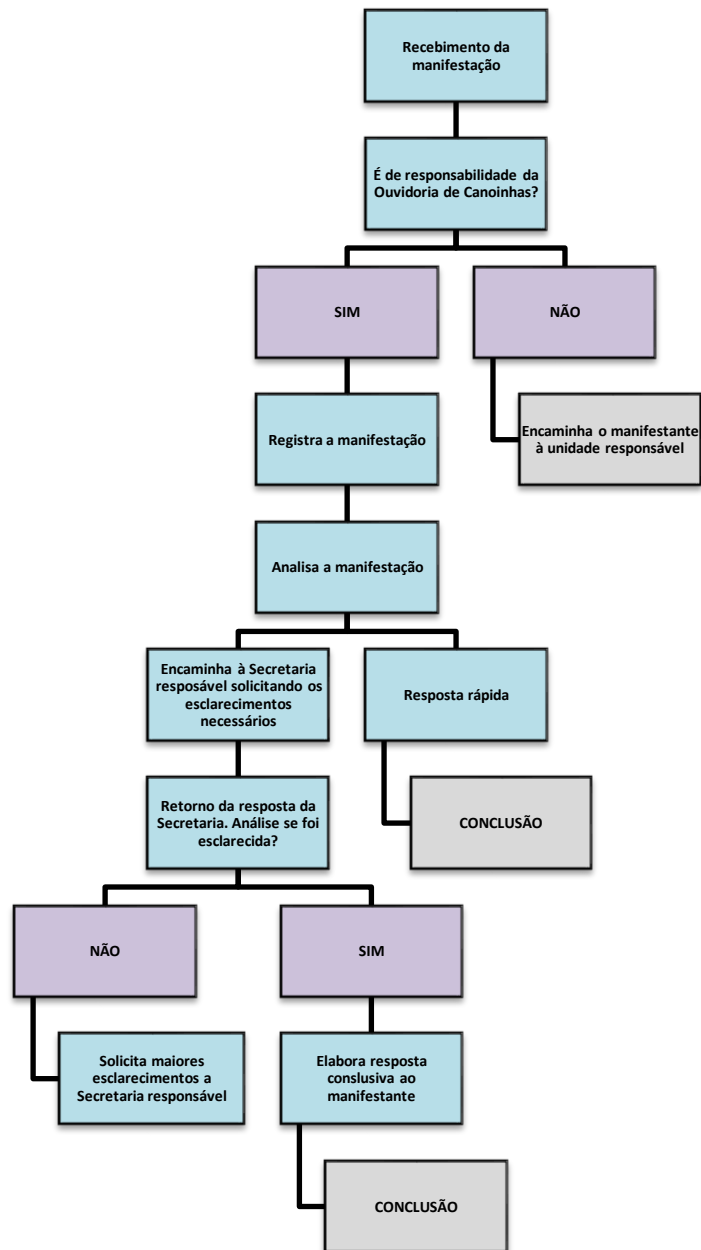 Recebimento da
manifestação
É de responsabilidade da
Ouvidoria de Canoinhas?
SIM
NÃO
Registra a manifestação
Encaminha o manifestante
à unidade responsável
Analisa a manifestação
Encaminha à Secretaria
resposável solicitando os
esclarecimentos
necessários
Resposta rápida
Retorno da resposta da
Secretaria. Análise se foi
esclarecida?
CONCLUSÃO
NÃO
SIM
Solicita maiores
esclarecimentos a
Secretaria responsável
Elabora resposta
conslusiva ao
manifestante
CONCLUSÃO